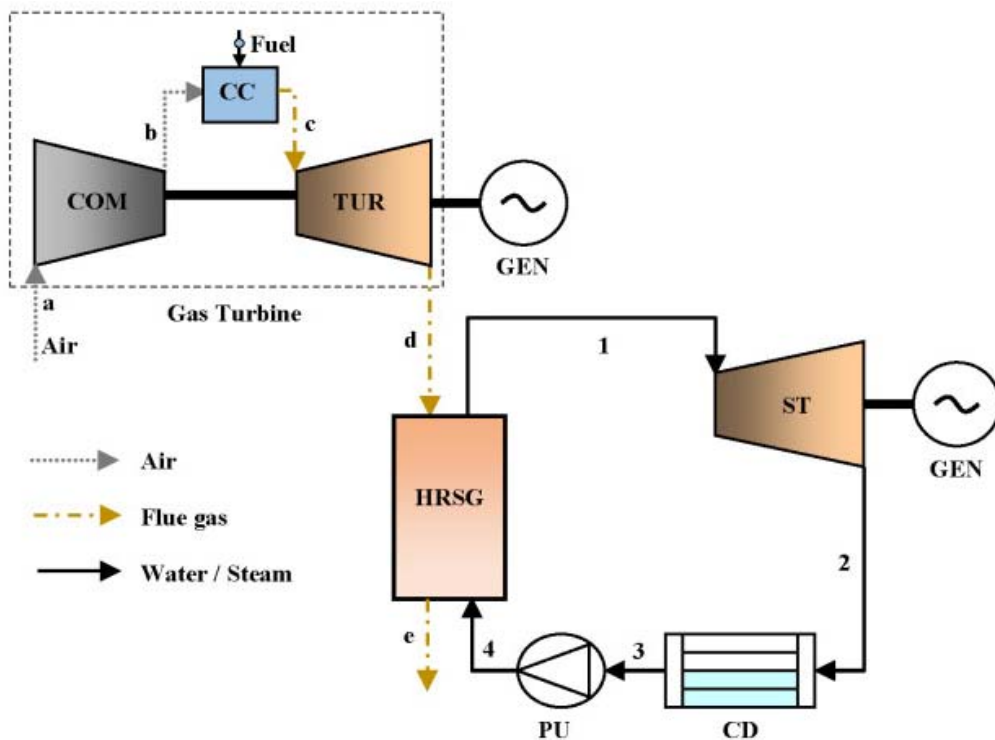 Fuel
CC
b
c
COM
TUR
GEN
a
Air
Gas Turbine
d
1
ST
GEN
Air
Flue gas
Water / Steam
HRSG
2
e
4
3
PU
CD